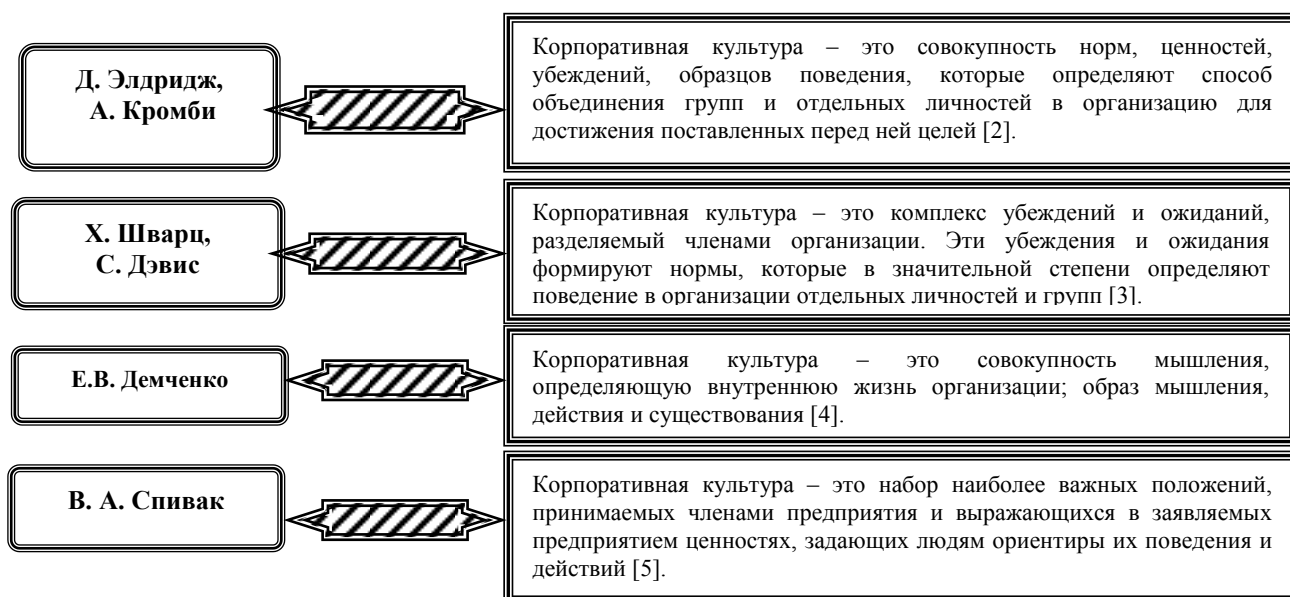 Д. Элдридж,
А. Кромби
Корпоративная культура – это совокупность норм, ценностей,
убеждений, образцов поведения, которые определяют способ
объединения групп и отдельных личностей в организацию для
достижения поставленных перед ней целей [2].
Х. Шварц,
С. Дэвис
Корпоративная культура – это комплекс убеждений и ожиданий,
разделяемый членами организации. Эти убеждения и ожидания
формируют нормы, которые в значительной степени определяют
поведение в организации отдельных личностей и групп [3].
Е.В. Демченко
Корпоративная культура – это совокупность мышления,
определяющую внутреннюю жизнь организации; образ мышления,
действия и существования [4].
В. А. Спивак
Корпоративная культура – это набор наиболее важных положений,
принимаемых членами предприятия и выражающихся в заявляемых
предприятием ценностях, задающих людям ориентиры их поведения и
действий [5].